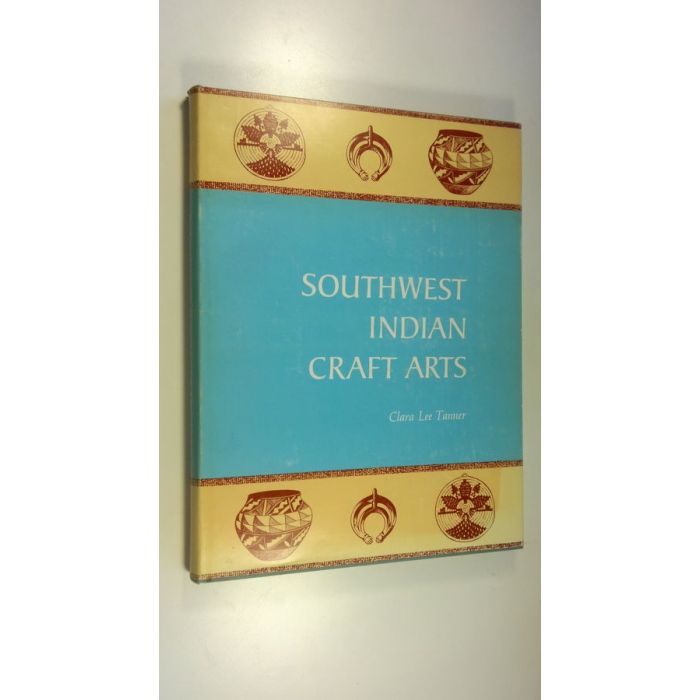 SOUTHWEST
INDIAN
CRAFT ARTS
Clara Lee Tanner